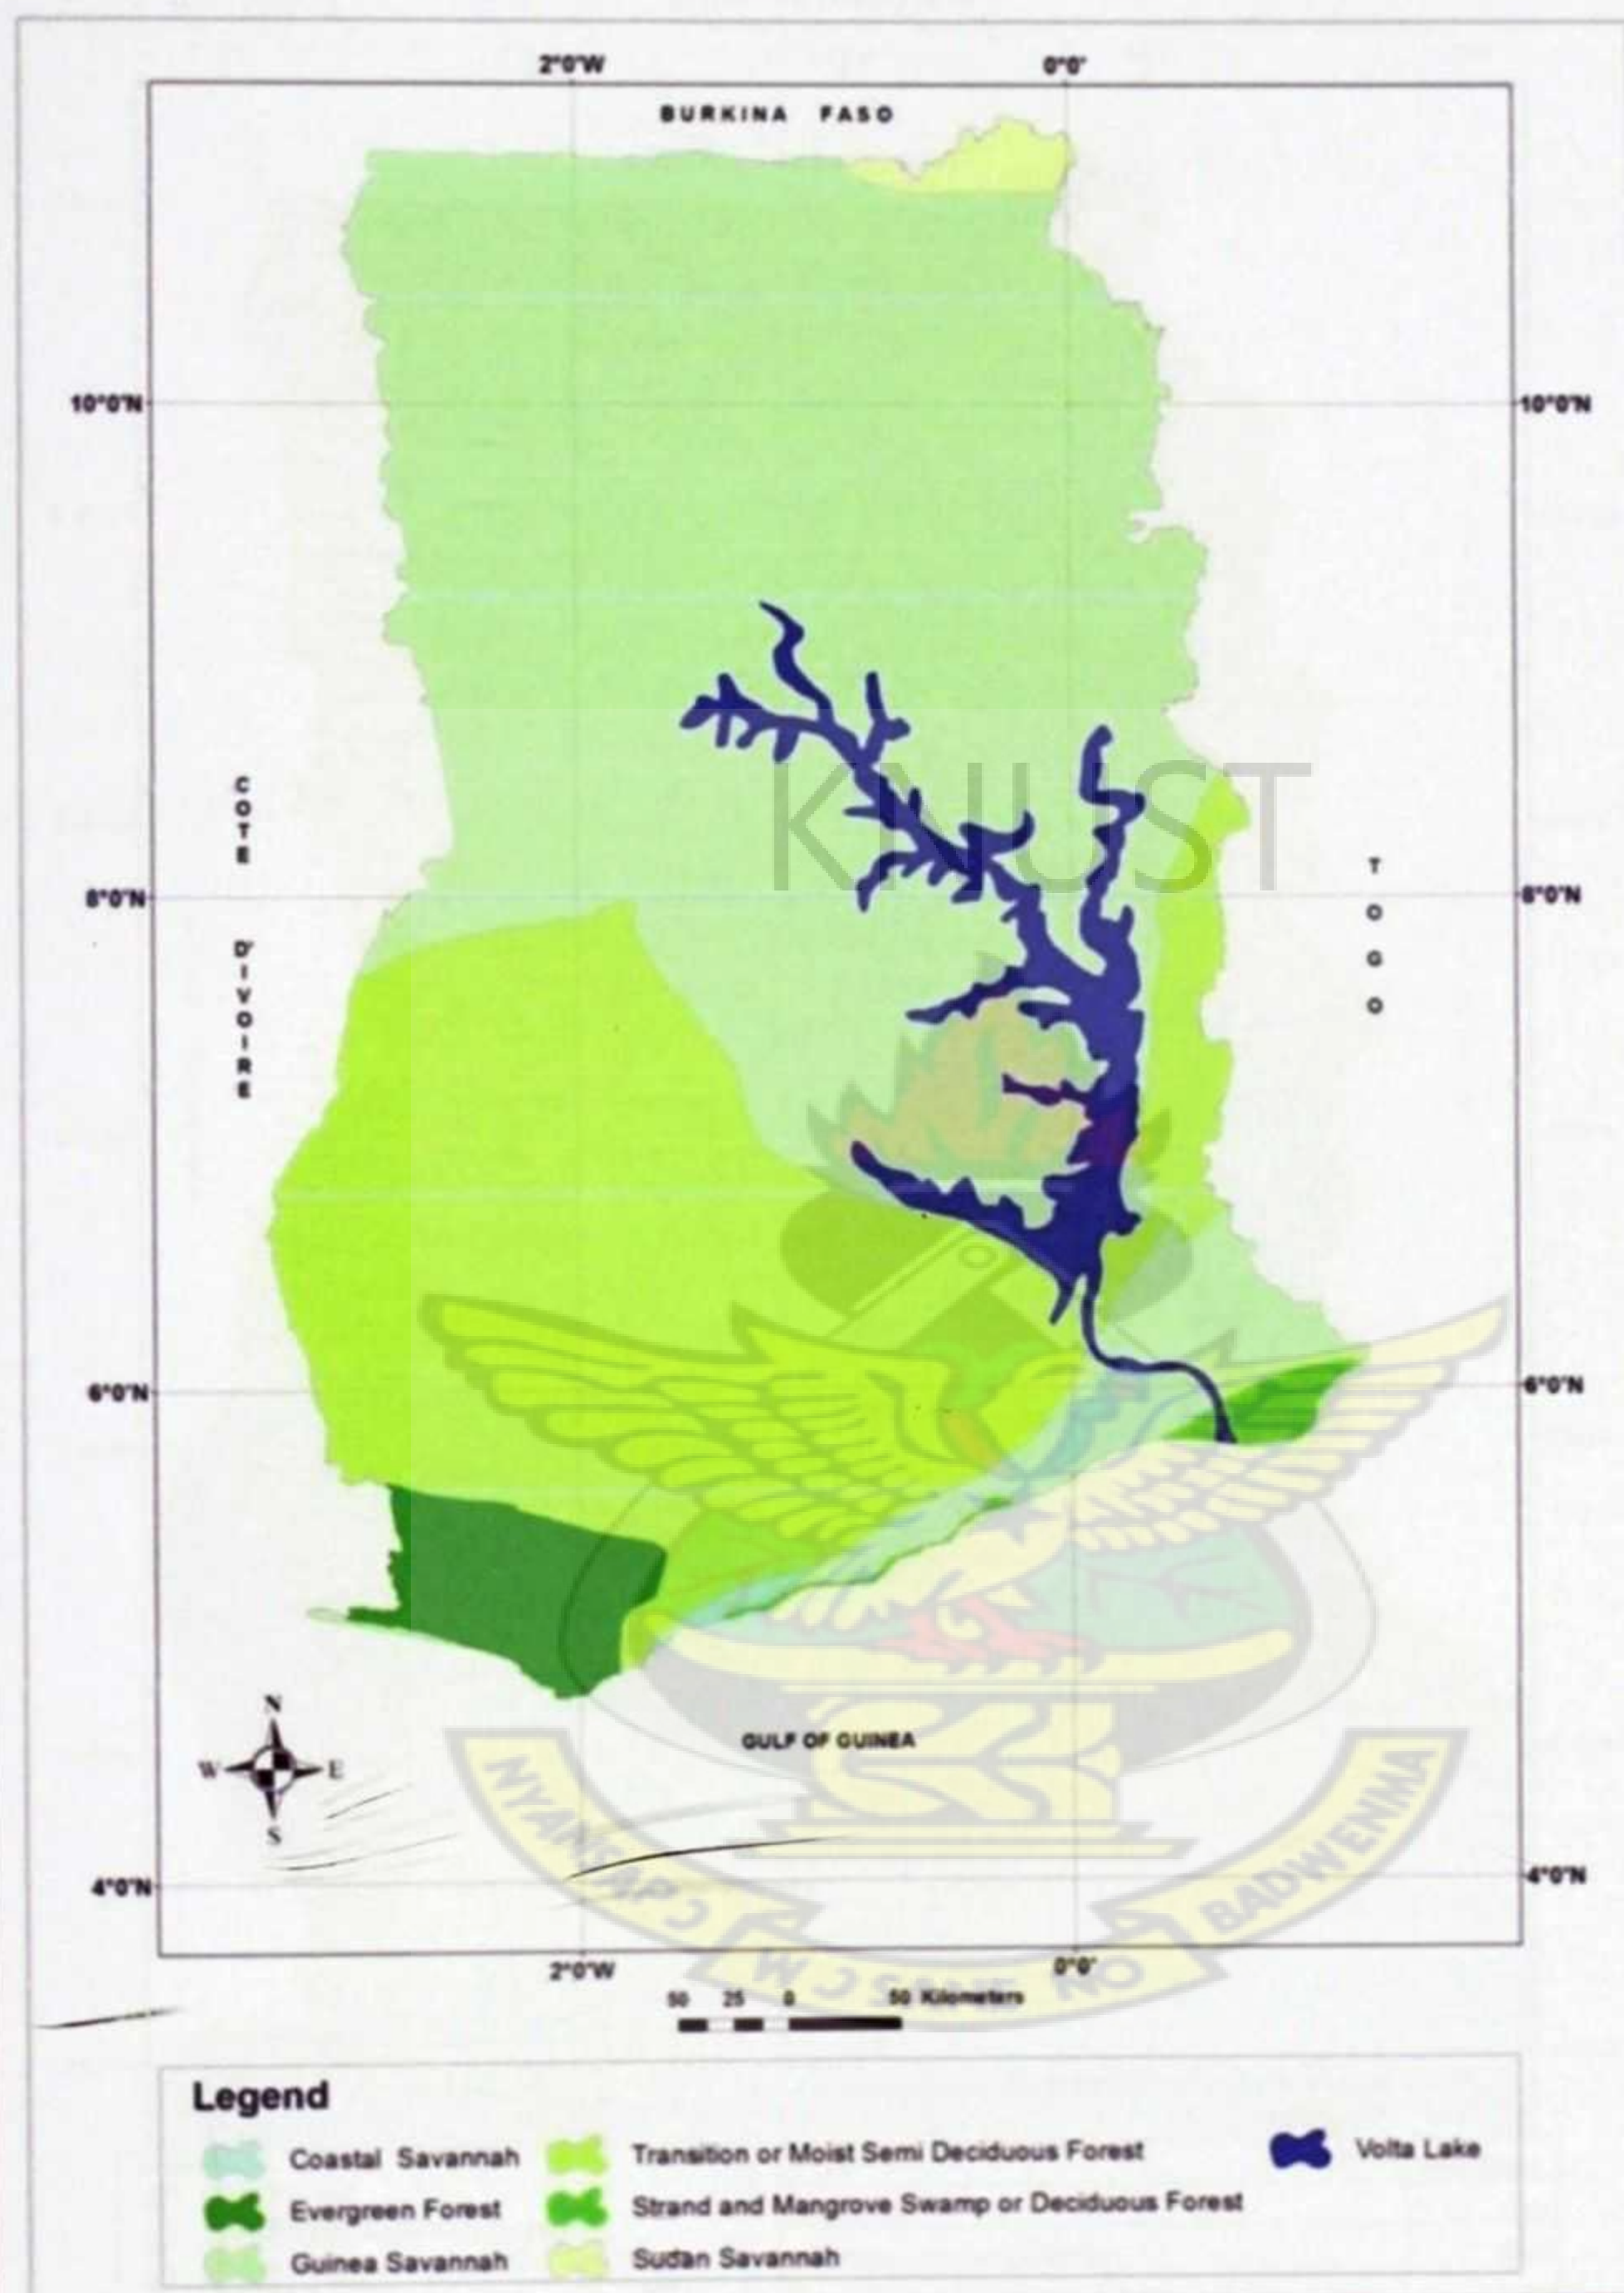 2°0'W 0°0'
BURKINA FASO
10°0'N 10°0'N
KNUST
COTE D'IVOIRE
TOGO
8°0'N 8°0'N
6°0'N 6°0'N
N
W E
S
GULF OF GUINEA
NYANSAPƆ WƆSANE NO BADWENMA
4°0'N 4°0'N
2°0'W 0°0'
50 25 0 50 Kilometers
Legend
Coastal Savannah Transition or Moist Semi Deciduous Forest Volta Lake
Evergreen Forest Strand and Mangrove Swamp or Deciduous Forest
Guinea Savannah Sudan Savannah